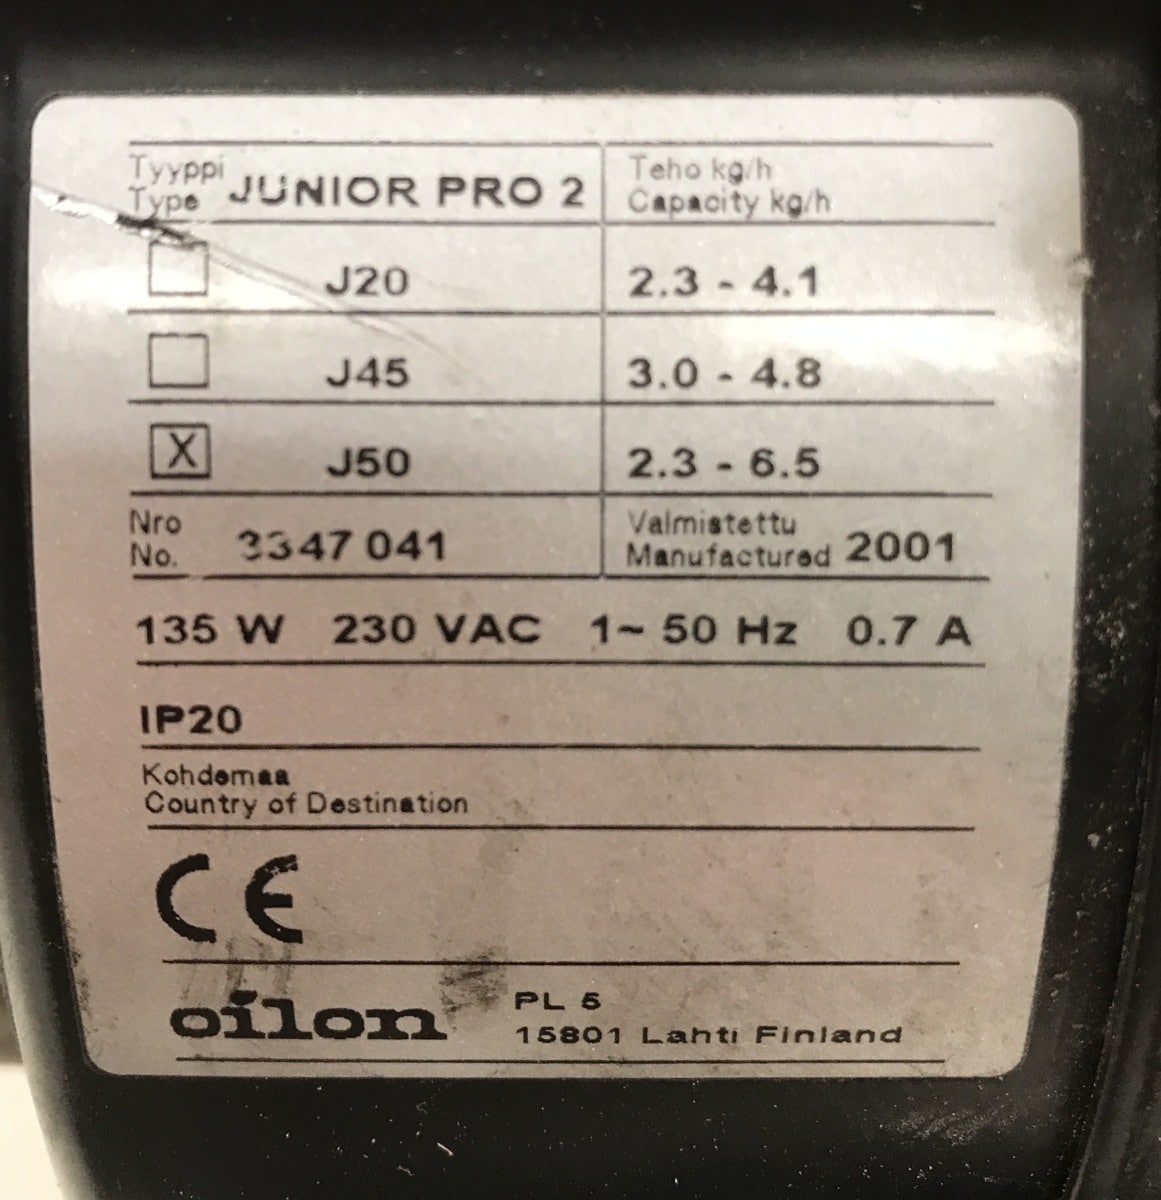 Tyyppi
Type JUNIOR PRO 2
Teho kg/h
Capacity kg/h
J20 2.3 - 4.1
J45 3.0 - 4.8
X J50 2.3 - 6.5
Nro
No. 3347 041
Valmistettu
Manufactured 2001
135 W 230 VAC 1~ 50 Hz 0.7 A
IP20
Kohdemaa
Country of Destination
CE
oilon
PL 5
15801 Lahti Finland